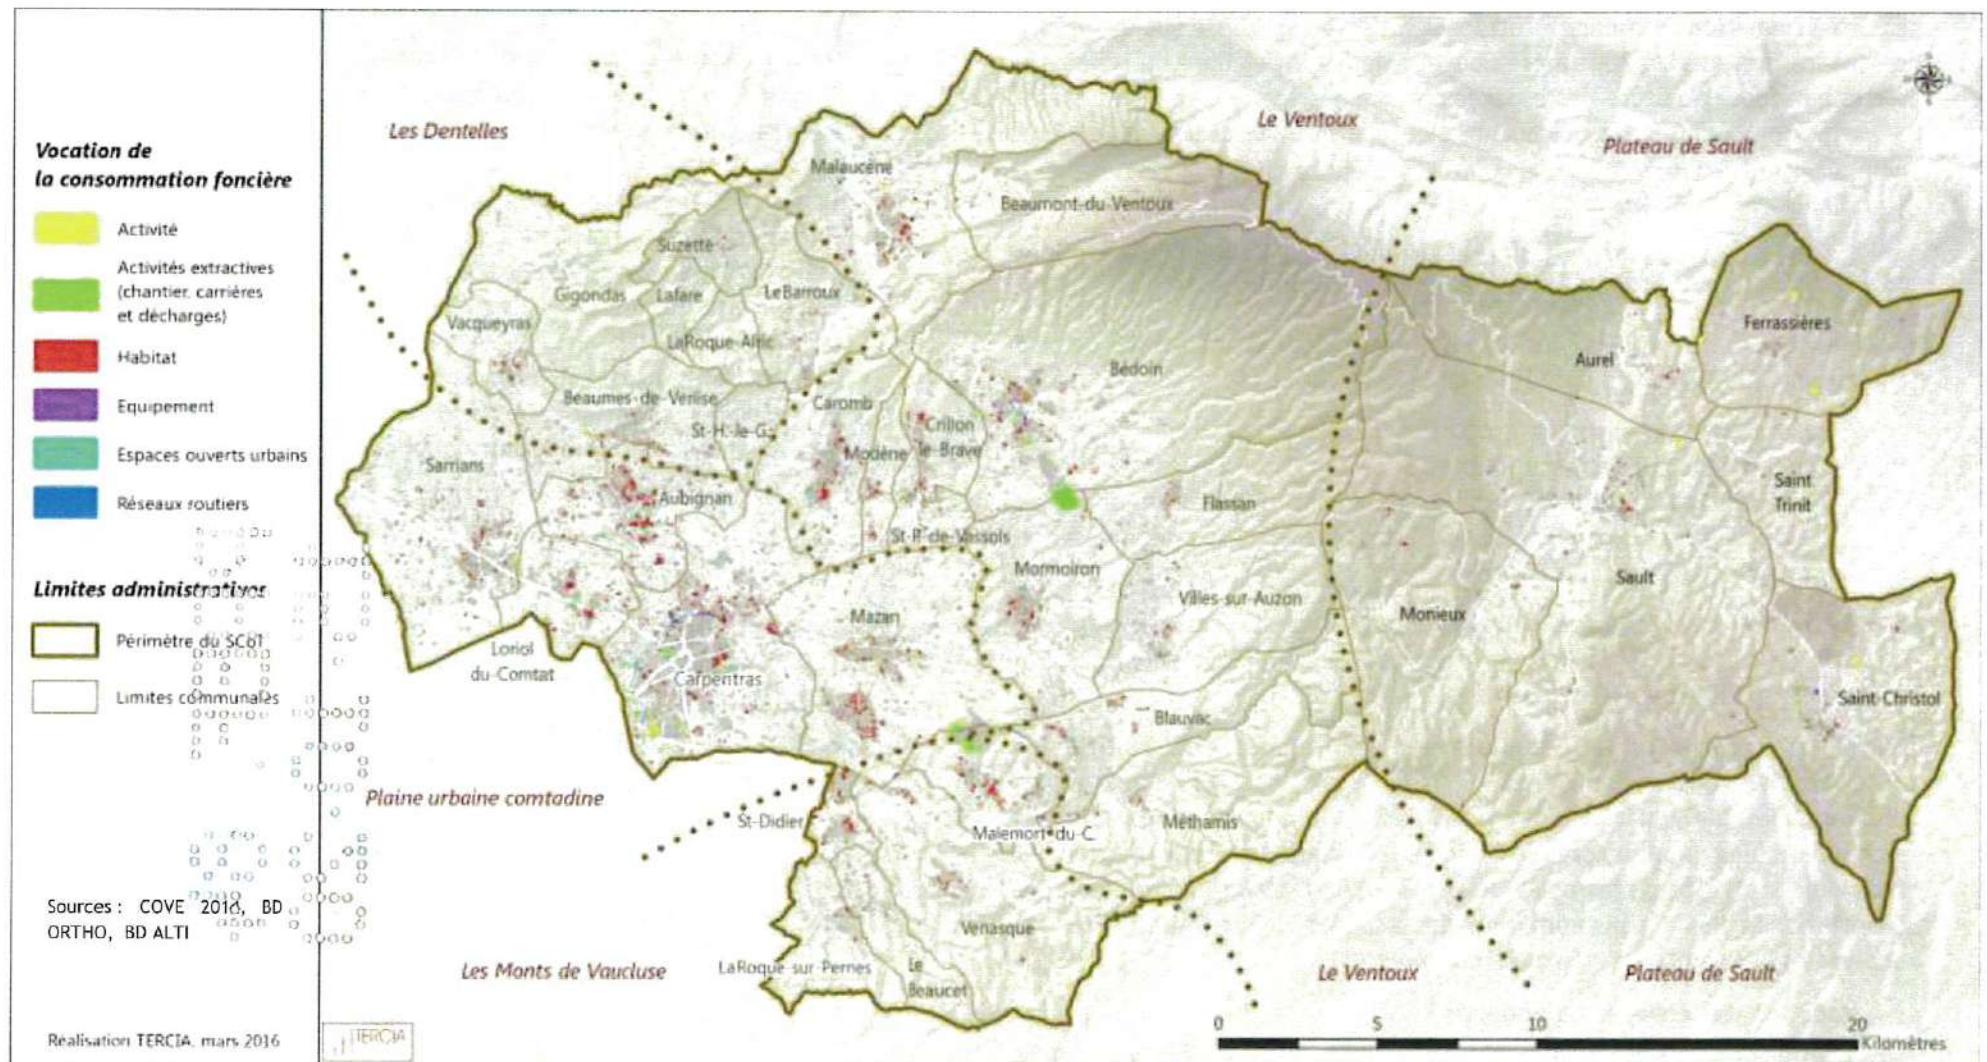 Vocation de
la consommation foncière
Activité
Activités extractives
(chantier, carrières
et décharges)
Habitat
Equipement
Espaces ouverts urbains
Réseaux routiers
Limites administratives
Périmètre du SCoT
Limites communales
Sources : COVE 2016, BD
ORTHO, BD ALTI
Réalisation TERCIA, mars 2016
TERCIA
Les Dentelles
Le Ventoux
Plateau de Sault
Malaucène
Beaumont-du-Ventoux
Suzette
Gigondas
Lafare
Le Barroux
Vacqueyras
La Roque-Alric
Ferrassières
Aurel
Bédoin
Beaumes-de-Venise
Caromb
St-H.-le-G.
Crillon
le-Brave
Modène
Sarrians
Aubignan
Saint
Trinit
Flassan
St-P.-de-Vassols
Mormoiron
Sault
Villes-sur-Auzon
Monieux
Mazan
Loriol
du-Comtat
Carpentras
Saint-Christol
Blauvac
Plaine urbaine comtadine
St-Didier
Malemort-du-C.
Méthamis
Venasque
Les Monts de Vaucluse
La Roque-sur-Pernes
Le
Beaucet
Le Ventoux
Plateau de Sault
0 5 10 20
Kilomètres